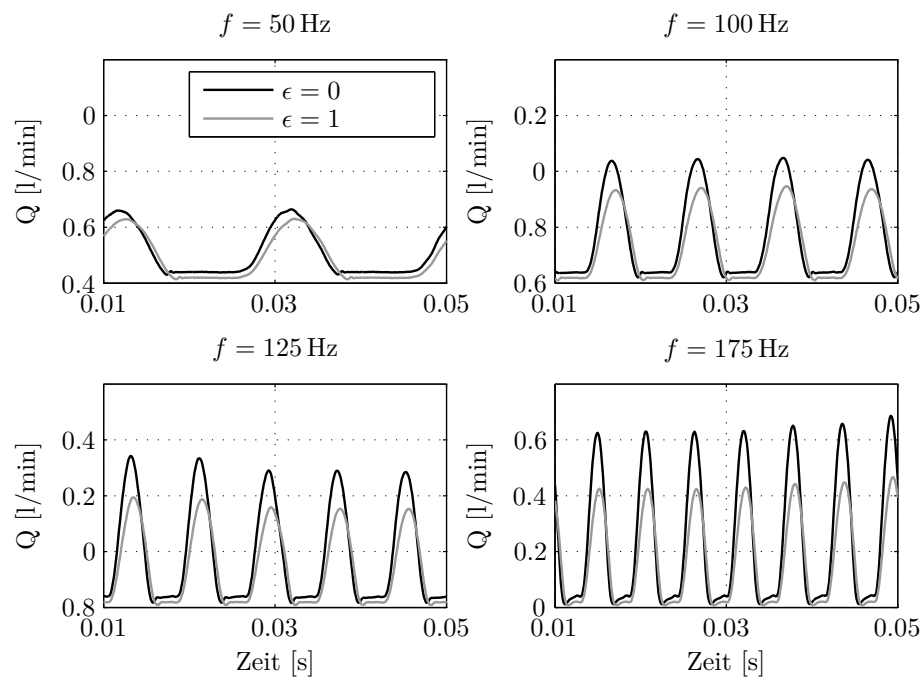 f = 50 Hz
f = 100 Hz
Q [l/min]
0
0.8
0.6
0.4
0.01
0.03
0.05
ϵ = 0
ϵ = 1
Q [l/min]
0.2
0
0.8
0.6
0.01
0.03
0.05
f = 125 Hz
f = 175 Hz
Q [l/min]
0.4
0.2
0
0.8
0.01
0.03
0.05
Zeit [s]
Q [l/min]
0.6
0.4
0.2
0
0.01
0.03
0.05
Zeit [s]